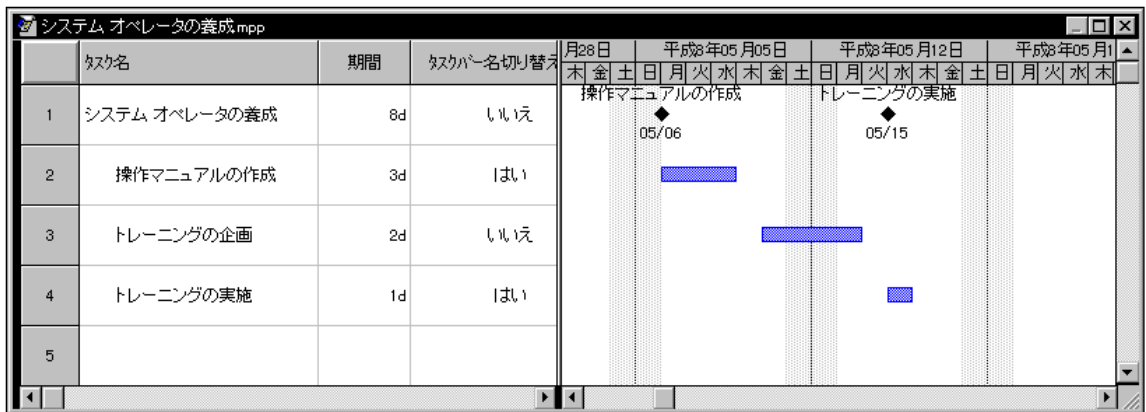 システム オペレータの養成.mpp
タスク名 期間 タスクバー名切り替え
月28日 平成8年05月05日 平成8年05月12日 平成8年05月1
木 金 土 日 月 火 水 木 金 土 日 月 火 水 木 金 土 日 月 火 水 木
操作マニュアルの作成 トレーニングの実施
1 システム オペレータの養成 8d いいえ
05/06 05/15
2 操作マニュアルの作成 3d はい
3 トレーニングの企画 2d いいえ
4 トレーニングの実施 1d はい
5